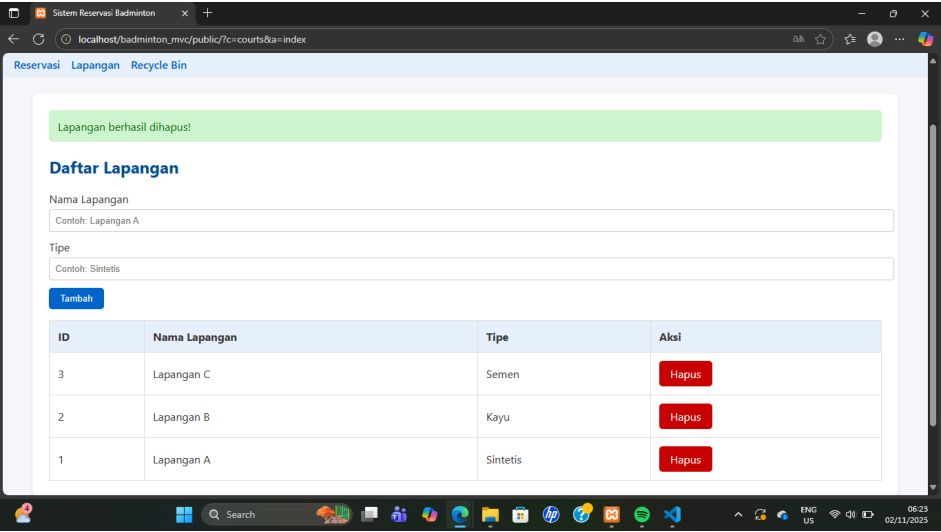 Sistem Reservasi Badminton
localhost/badminton_mvc/public/?c=courts&a=index
Reservasi Lapangan Recycle Bin
Lapangan berhasil dihapus!
Daftar Lapangan
Nama Lapangan
Contoh: Lapangan A
Tipe
Contoh: Sintetis
Tambah
ID Nama Lapangan Tipe Aksi
3 Lapangan C Semen Hapus
2 Lapangan B Kayu Hapus
1 Lapangan A Sintetis Hapus
4 Search ENG 06:23
US 02/11/2025